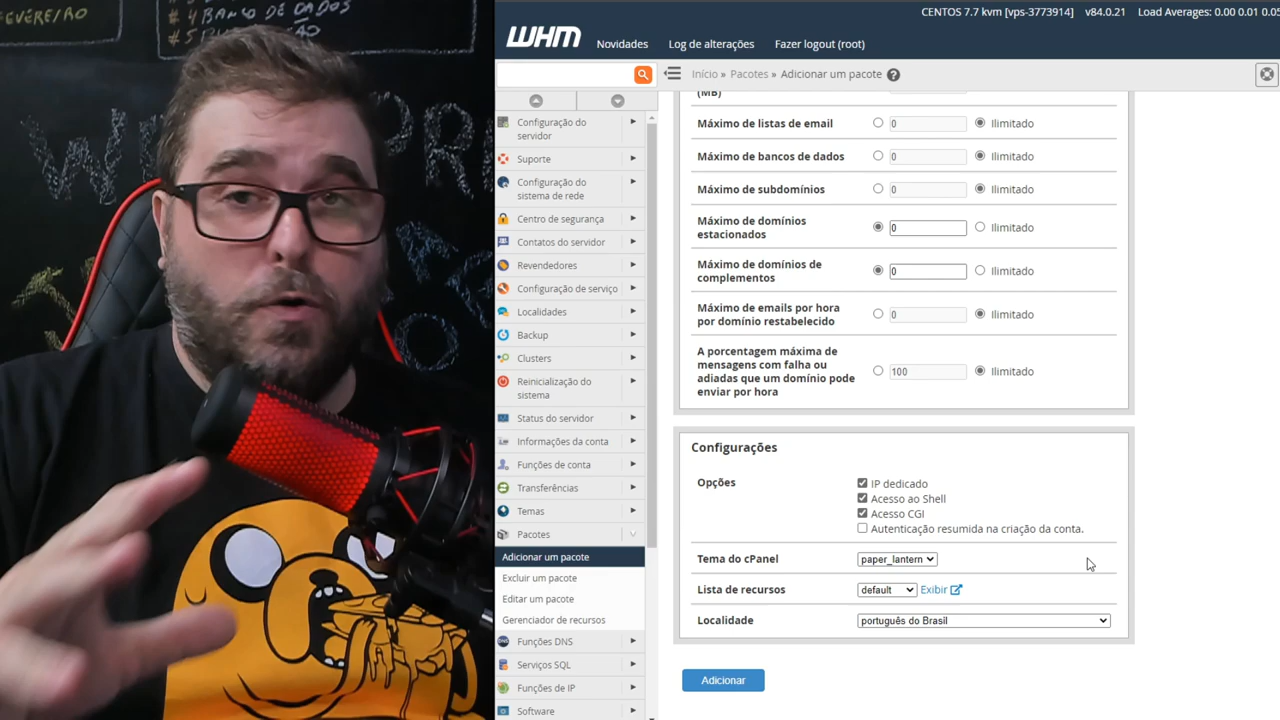 FEVEREIRO
# 4 BANCO DE DADOS
# 5
CENTOS 7.7 kvm [vps-3773914] v84.0.21 Load Averages: 0.00 0.01 0.05
WHM
Novidades
Log de alterações
Fazer logout (root)
Início » Pacotes » Adicionar um pacote
Configuração do
servidor
Suporte
Configuração do
sistema de rede
Centro de segurança
Contatos do servidor
Revendedores
Configuração de serviço
Localidades
Backup
Clusters
Reinicialização do
sistema
Status do servidor
Informações da conta
Funções de conta
Transferências
Temas
Pacotes
Adicionar um pacote
Excluir um pacote
Editar um pacote
Gerenciador de recursos
Funções DNS
Serviços SQL
Funções de IP
Software
(MB)
Máximo de listas de email 0 Ilimitado
Máximo de bancos de dados 0 Ilimitado
Máximo de subdomínios 0 Ilimitado
Máximo de domínios
estacionados 0 Ilimitado
Máximo de domínios de
complementos 0 Ilimitado
Máximo de emails por hora
por domínio restabelecido 0 Ilimitado
A porcentagem máxima de
mensagens com falha ou
adiadas que um domínio pode
enviar por hora 100 Ilimitado
Configurações
Opções
IP dedicado
Acesso ao Shell
Acesso CGI
Autenticação resumida na criação da conta.
Tema do cPanel paper_lantern
Lista de recursos default Exibir
Localidade português do Brasil
Adicionar